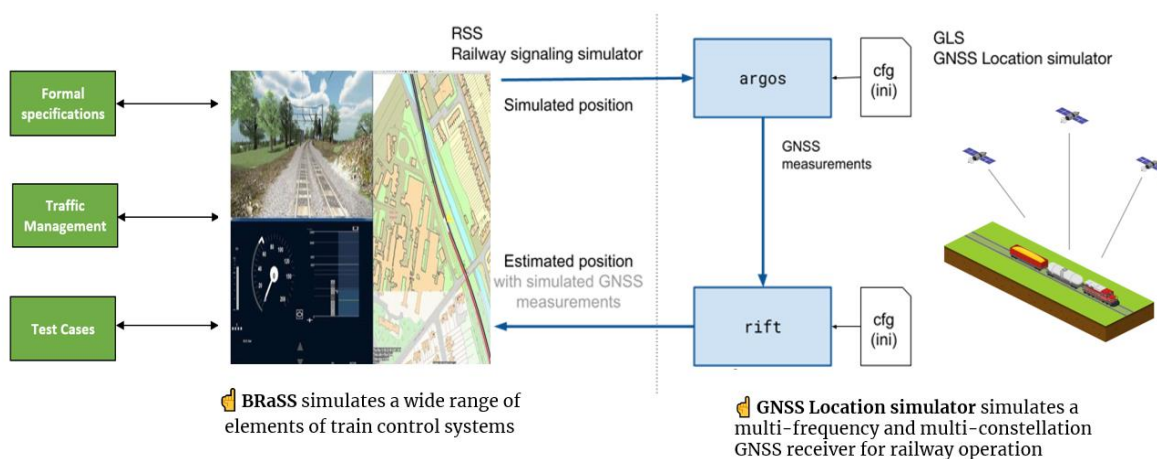 Formal
specifications
Traffic
Management
Test Cases
RSS
Railway signaling simulator
Simulated position
Estimated position
with simulated GNSS
measurements
argos
cfg
(ini)
GNSS
measurements
rift
cfg
(ini)
GLS
GNSS Location simulator
BRaSS simulates a wide range of
elements of train control systems
GNSS Location simulator simulates a
multi-frequency and multi-constellation
GNSS receiver for railway operation